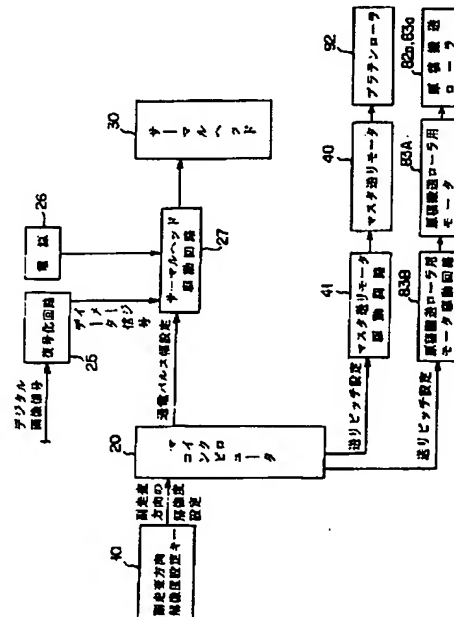 デジタル
画像信号
復号化回路
25
電源
26
データ
イメージ
信号
サーマルヘッド
駆動回路
27
サーマルヘッド
30
通電パルス幅設定
マイクロ
コンピュータ
20
副走査
方向の
解像度
設定
副走査方向
解像度設定キー
10
送りピッチ設定
マスタ送りモータ
駆動回路
41
マスタ送りモータ
40
プラテンローラ
92
送りピッチ設定
原稿搬送ローラ用
モータ駆動回路
83B
原稿搬送ローラ用
モータ
83A
原稿搬送
ローラ
82a,83a